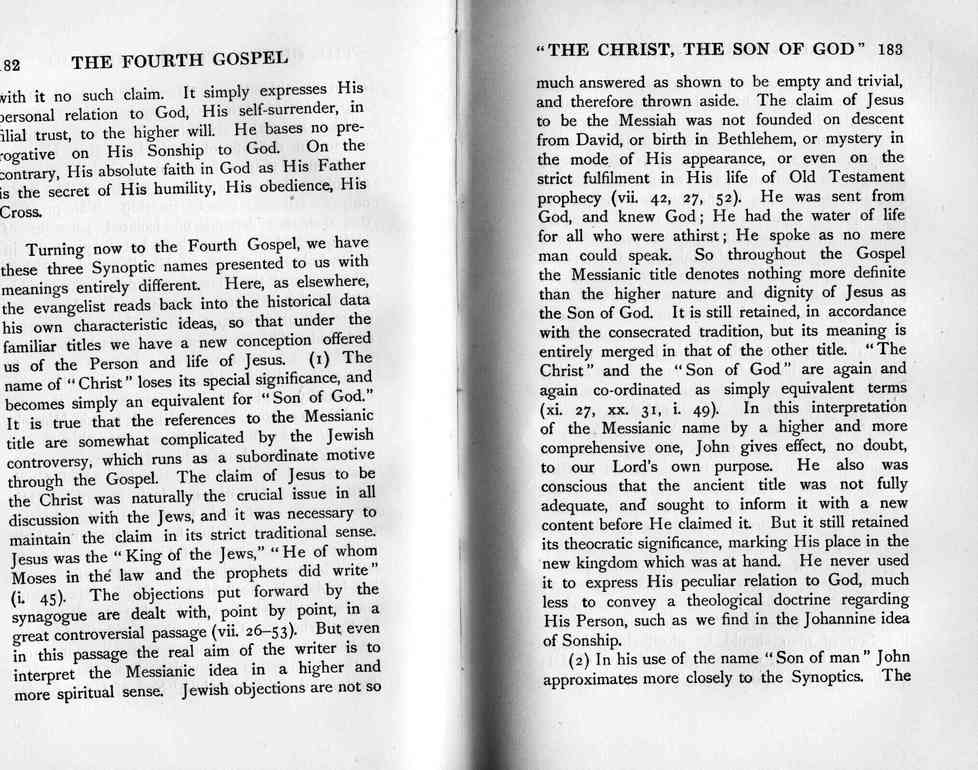 82 THE FOURTH GOSPEL
with it no such claim. It simply expresses His
personal relation to God, His self-surrender, in
filial trust, to the higher will. He bases no pre-
rogative on His Sonship to God. On the
contrary, His absolute faith in God as His Father
is the secret of His humility, His obedience, His
Cross.
Turning now to the Fourth Gospel, we have
these three Synoptic names presented to us with
meanings entirely different. Here, as elsewhere,
the evangelist reads back into the historical data
his own characteristic ideas, so that under the
familiar titles we have a new conception offered
us of the Person and life of Jesus. (1) The
name of "Christ" loses its special significance, and
becomes simply an equivalent for "Son of God."
It is true that the references to the Messianic
title are somewhat complicated by the Jewish
controversy, which runs as a subordinate motive
through the Gospel. The claim of Jesus to be
the Christ was naturally the crucial issue in all
discussion with the Jews, and it was necessary to
maintain the claim in its strict traditional sense.
Jesus was the "King of the Jews," "He of whom
Moses in the law and the prophets did write"
(i. 45). The objections put forward by the
synagogue are dealt with, point by point, in a
great controversial passage (vii. 26–53). But even
in this passage the real aim of the writer is to
interpret the Messianic idea in a higher and
more spiritual sense. Jewish objections are not so
"THE CHRIST, THE SON OF GOD" 183
much answered as shown to be empty and trivial,
and therefore thrown aside. The claim of Jesus
to be the Messiah was not founded on descent
from David, or birth in Bethlehem, or mystery in
the mode of His appearance, or even on the
strict fulfilment in His life of Old Testament
prophecy (vii. 42, 27, 52). He was sent from
God, and knew God; He had the water of life
for all who were athirst; He spoke as no mere
man could speak. So throughout the Gospel
the Messianic title denotes nothing more definite
than the higher nature and dignity of Jesus as
the Son of God. It is still retained, in accordance
with the consecrated tradition, but its meaning is
entirely merged in that of the other title. "The
Christ" and the "Son of God" are again and
again co-ordinated as simply equivalent terms
(xi. 27, xx. 31, i. 49). In this interpretation
of the Messianic name by a higher and more
comprehensive one, John gives effect, no doubt,
to our Lord's own purpose. He also was
conscious that the ancient title was not fully
adequate, and sought to inform it with a new
content before He claimed it. But it still retained
its theocratic significance, marking His place in the
new kingdom which was at hand. He never used
it to express His peculiar relation to God, much
less to convey a theological doctrine regarding
His Person, such as we find in the Johannine idea
of Sonship.
(2) In his use of the name "Son of man" John
approximates more closely to the Synoptics. The